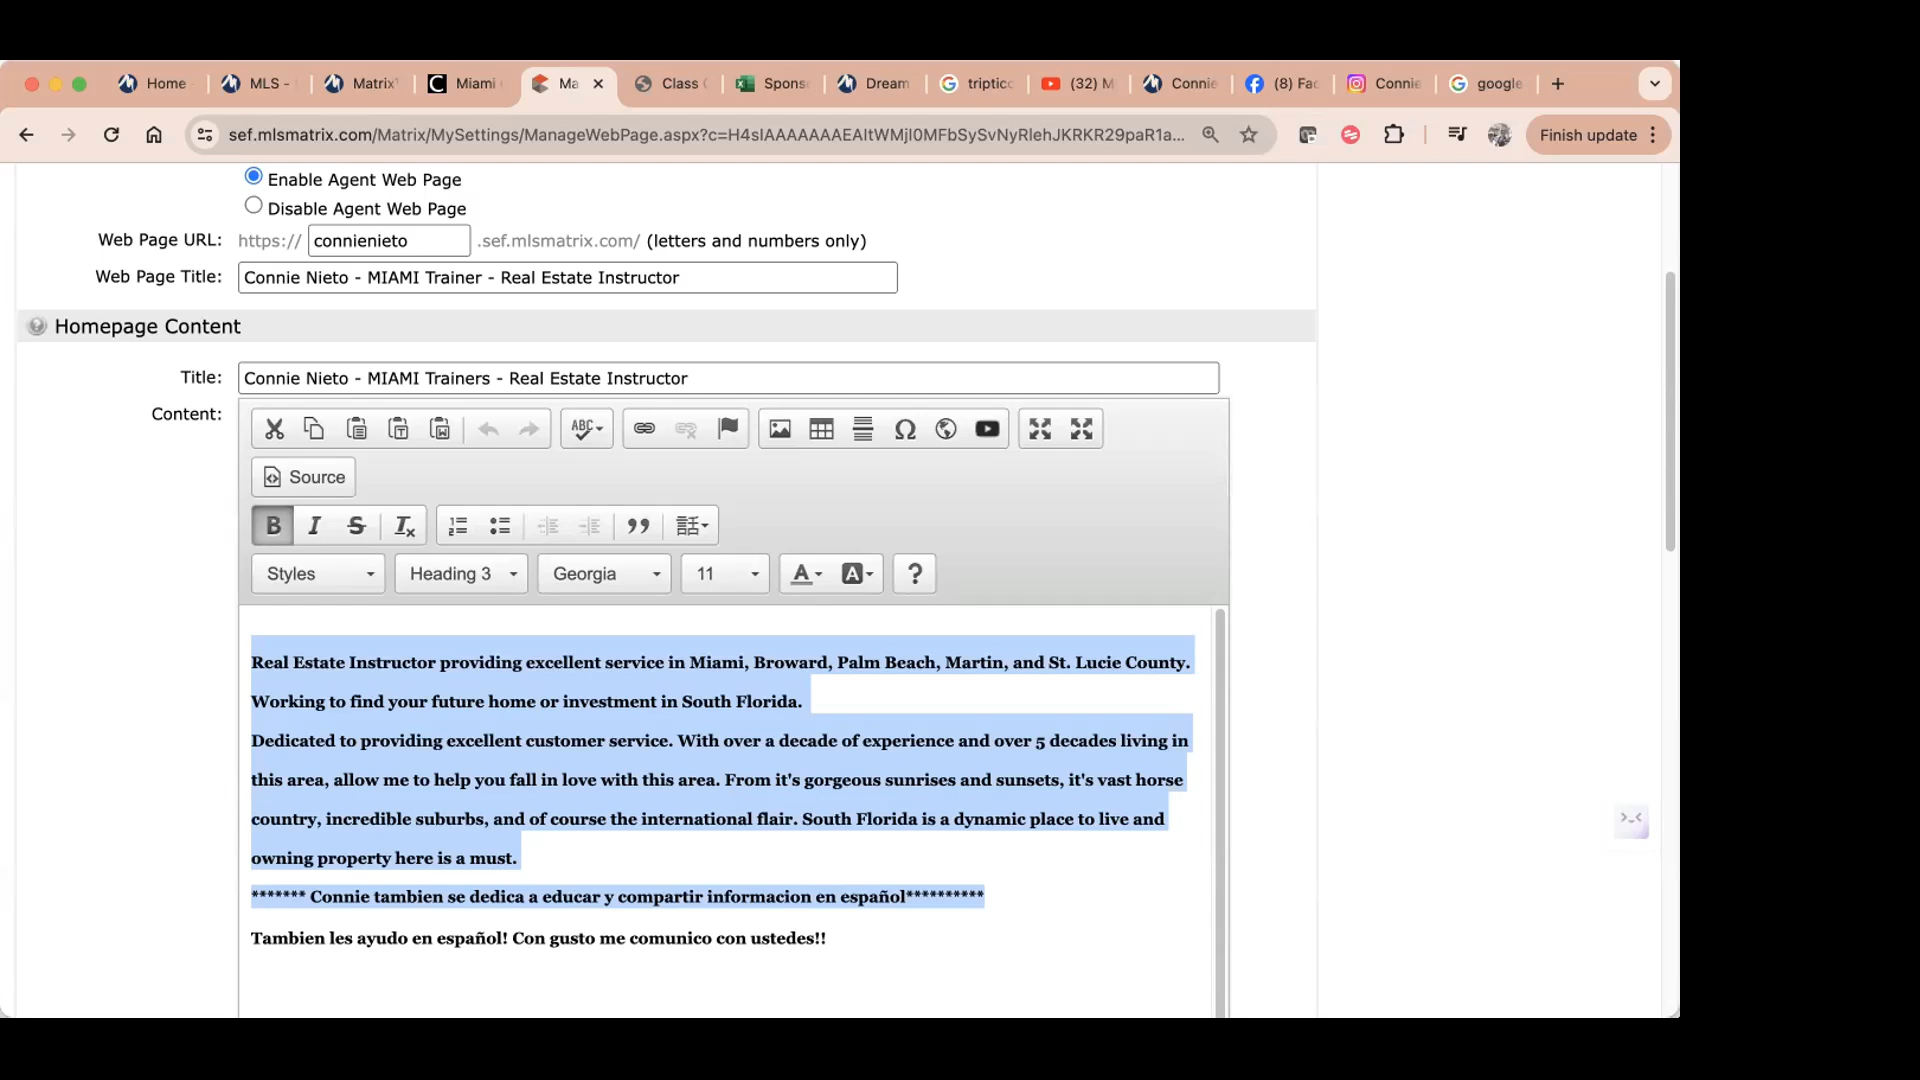 Home
MLS -
Matrix
Miami
Ma
Class
Spons
Dream
triptico
(32) M
Connie
(8) Fac
Connie
google
sef.mlsmatrix.com/Matrix/MySettings/ManageWebPage.aspx?c=H4sIAAAAAAAEAItWMjI0MFbSySvNyRlehJKRKR29paR1a...
Finish update
Enable Agent Web Page
Disable Agent Web Page
Web Page URL: https:// connienieto .sef.mlsmatrix.com/ (letters and numbers only)
Web Page Title: Connie Nieto - MIAMI Trainer - Real Estate Instructor
Homepage Content
Title: Connie Nieto - MIAMI Trainers - Real Estate Instructor
Content:
ABC
Source
B I S Tx 話
Styles Heading 3 Georgia 11 A A ?
Real Estate Instructor providing excellent service in Miami, Broward, Palm Beach, Martin, and St. Lucie County.
Working to find your future home or investment in South Florida.
Dedicated to providing excellent customer service. With over a decade of experience and over 5 decades living in
this area, allow me to help you fall in love with this area. From it's gorgeous sunrises and sunsets, it's vast horse
country, incredible suburbs, and of course the international flair. South Florida is a dynamic place to live and
owning property here is a must.
******* Connie tambien se dedica a educar y compartir informacion en español**********
Tambien les ayudo en español! Con gusto me comunico con ustedes!!